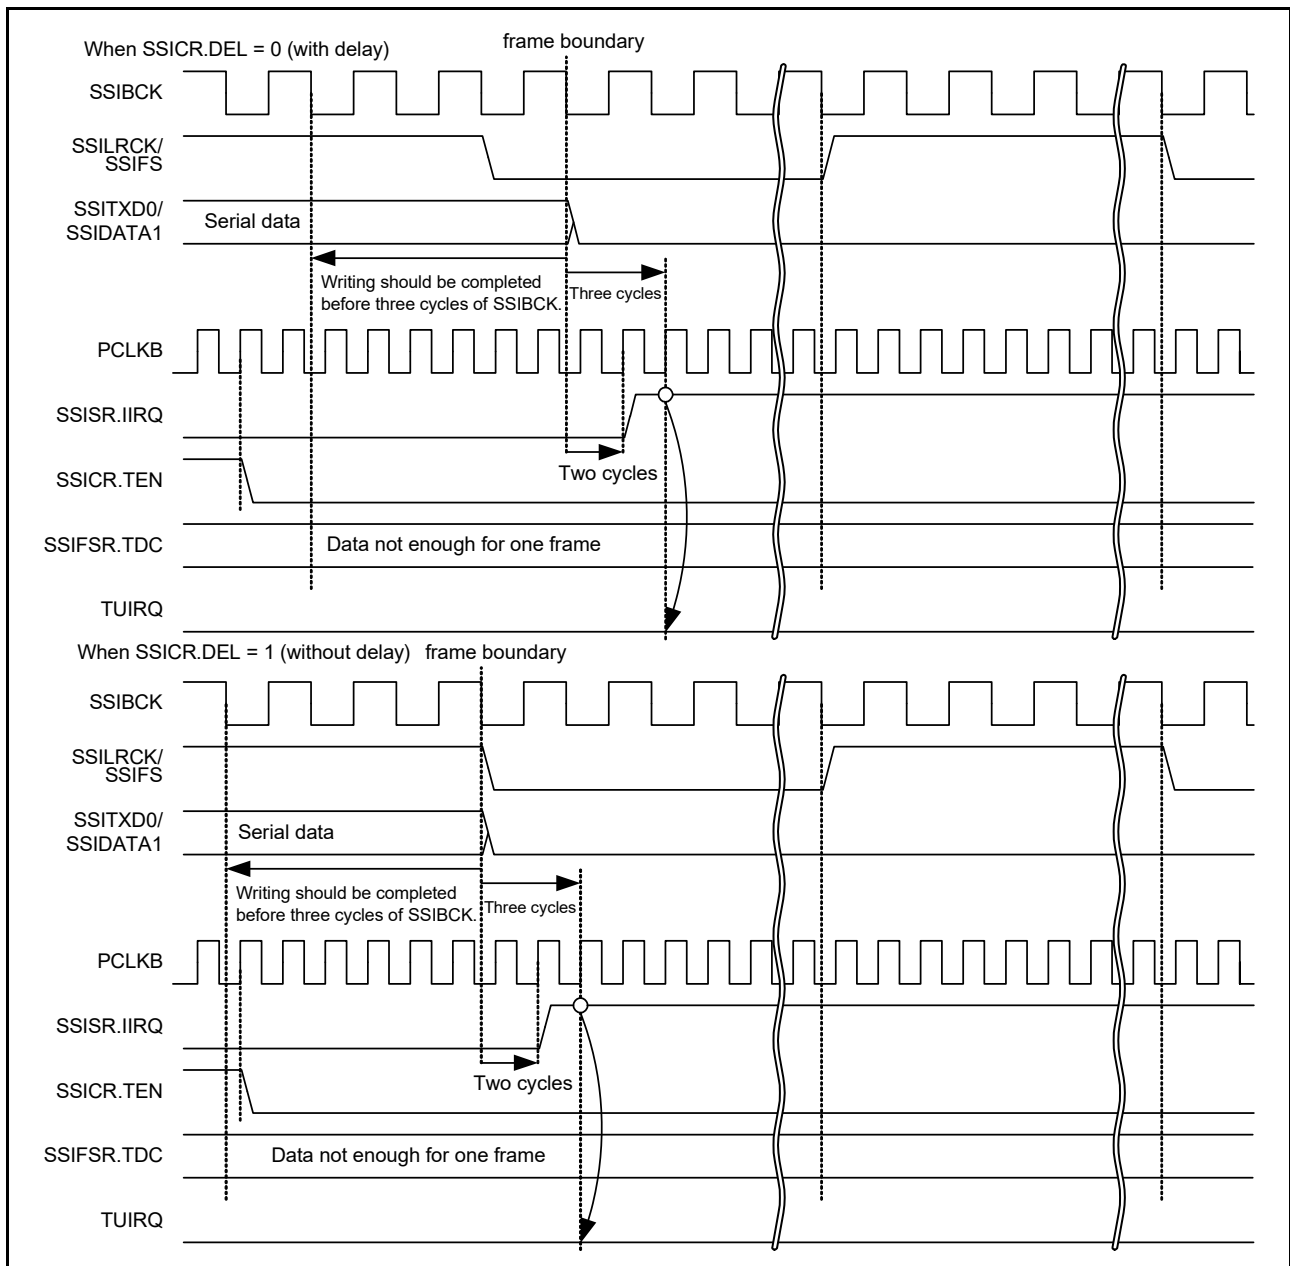 When SSICR.DEL = 0 (with delay)
frame boundary
SSIBCK
SSILRCK/
SSIFS
SSITXD0/
SSIDATA1
Serial data
Writing should be completed
before three cycles of SSIBCK.
Three cycles
PCLKB
SSISR.IIRQ
Two cycles
SSICR.TEN
SSIFSR.TDC
Data not enough for one frame
TUIRQ
When SSICR.DEL = 1 (without delay)
frame boundary
SSIBCK
SSILRCK/
SSIFS
SSITXD0/
SSIDATA1
Serial data
Writing should be completed
before three cycles of SSIBCK.
Three cycles
PCLKB
SSISR.IIRQ
Two cycles
SSICR.TEN
SSIFSR.TDC
Data not enough for one frame
TUIRQ